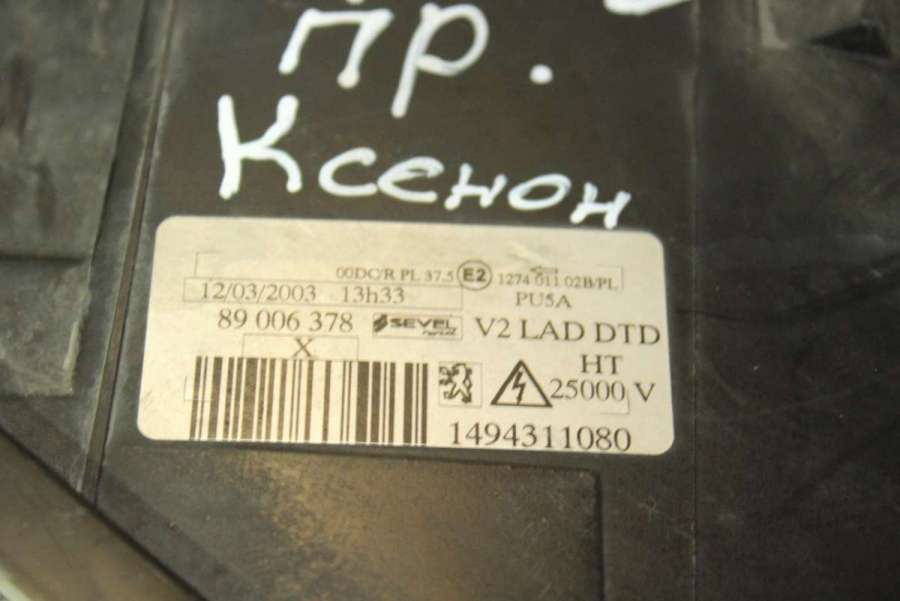 пр.
Ксенон
00DC/R PL 37.5 E2 1274 011 02B/PL
12/03/2003 13h33 PU5A
89 006 378 SEVEL V2 LAD DTD
X HT
25000 V
1494311080